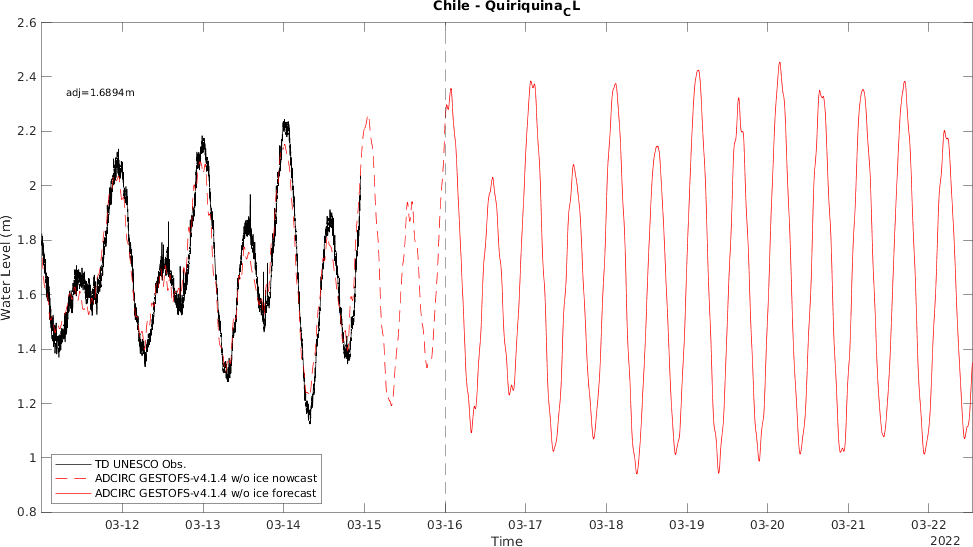 Chile - Quiriquina_CL
2.6
2.4
adj=1.6894m
2.2
2
1.8
1.6
1.4
1.2
1
0.8
Water Level (m)
TD UNESCO Obs.
ADCIRC GESTOFS-v4.1.4 w/o ice nowcast
ADCIRC GESTOFS-v4.1.4 w/o ice forecast
03-12 03-13 03-14 03-15 03-16 03-17 03-18 03-19 03-20 03-21 03-22
Time
2022